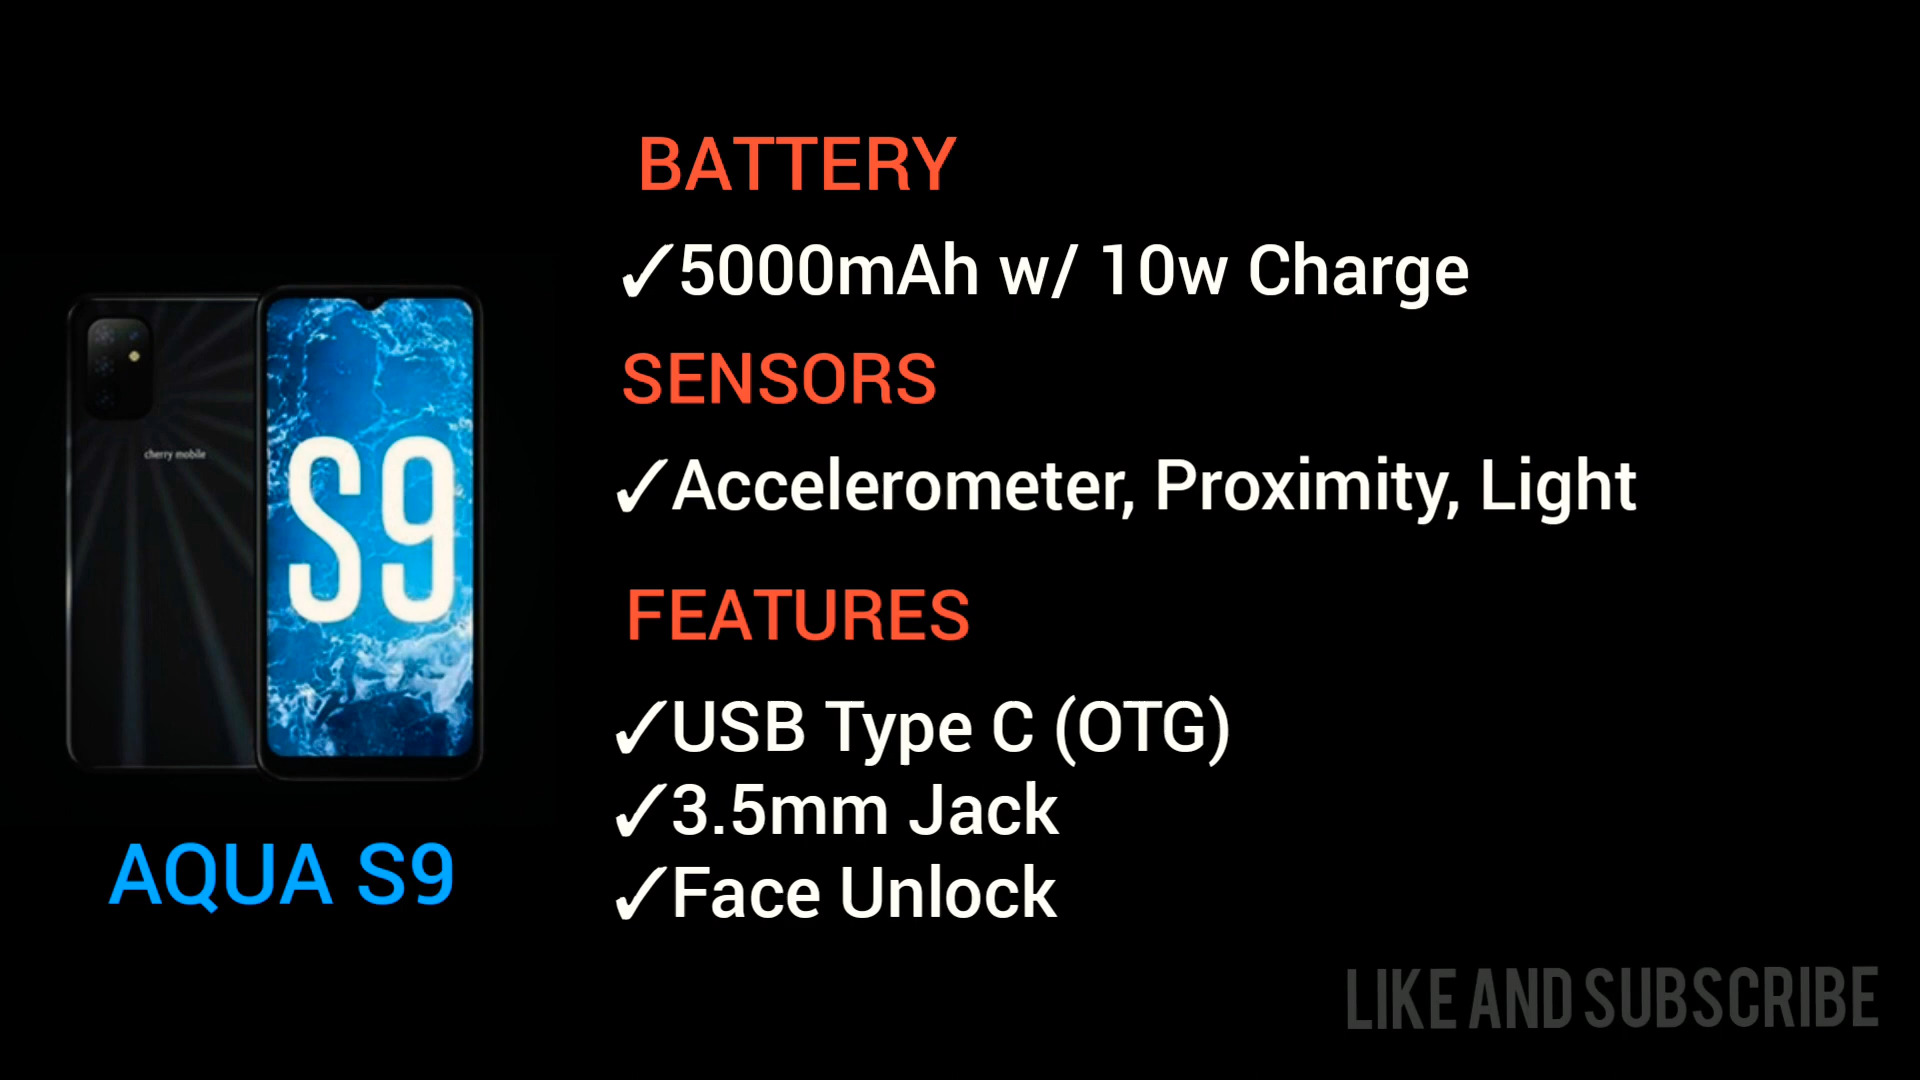 BATTERY
✓5000mAh w/ 10w Charge
SENSORS
✓Accelerometer, Proximity, Light
FEATURES
✓USB Type C (OTG)
✓3.5mm Jack
✓Face Unlock
cherry mobile
S9
AQUA S9
LIKE AND SUBSCRIBE